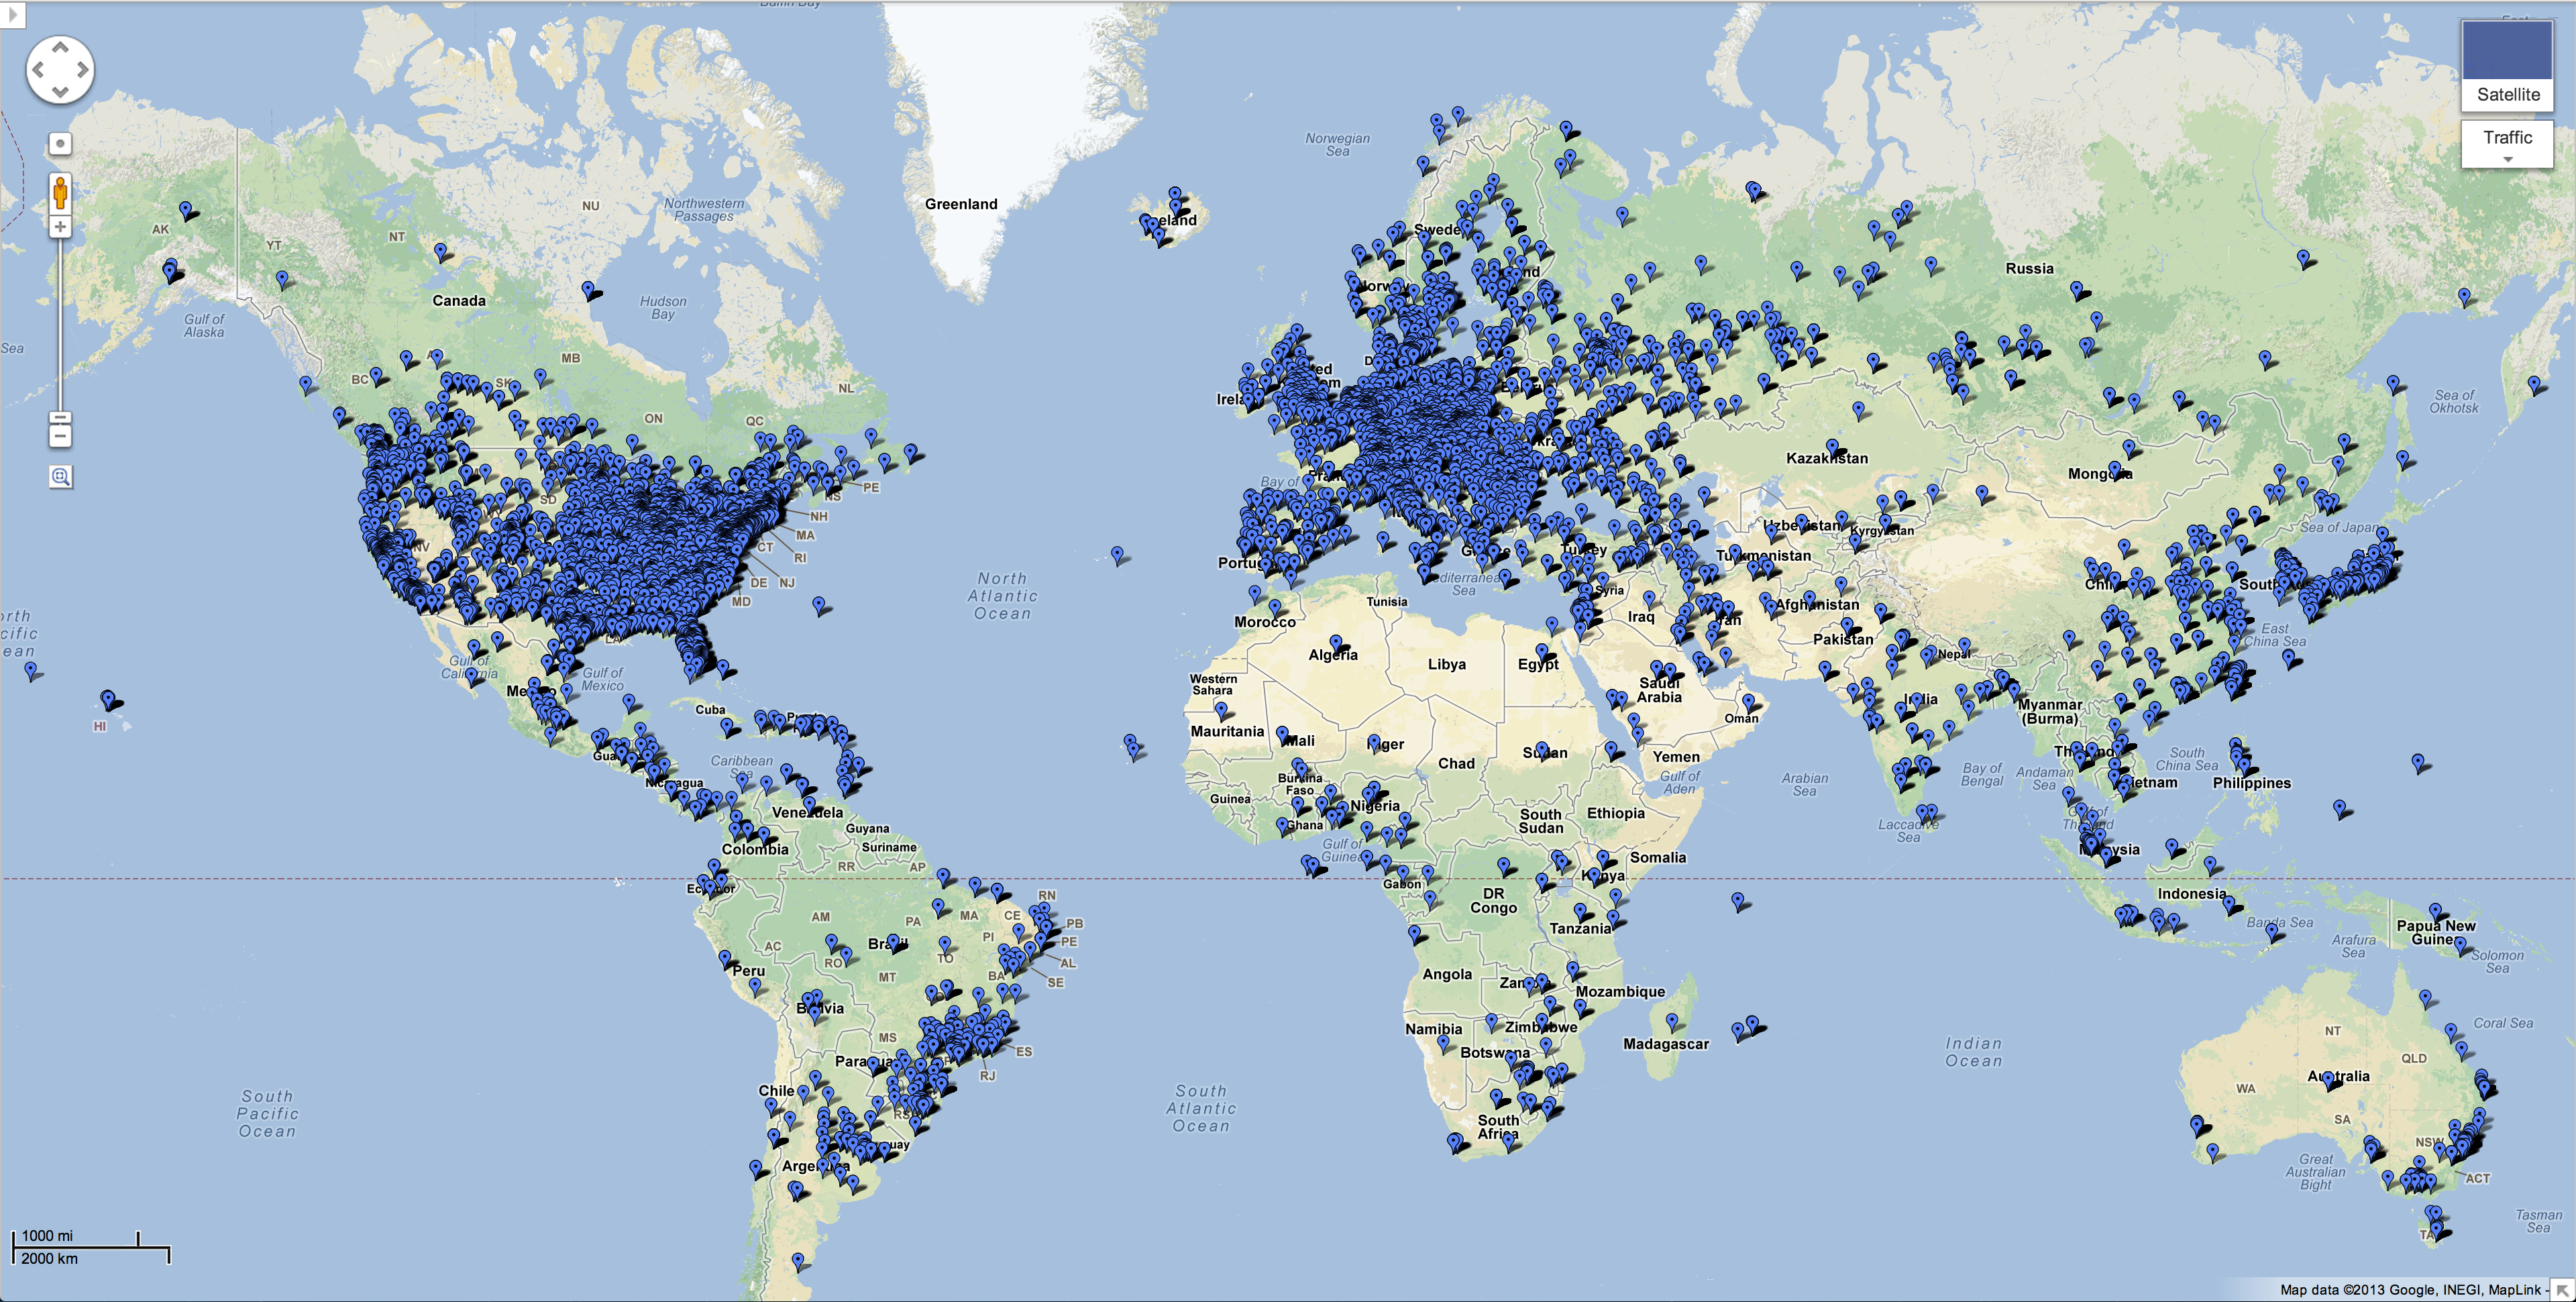 Baffin Bay
Greenland
Norwegian
Sea
Satellite
Traffic
NU
Northwestern
Passages
AK
YT
NT
Canada
Hudson
Bay
Gulf of
Alaska
Sea
Russia
BC
SK
MB
ON
QC
NL
Sea of
Okhotsk
Kazakhstan
Mongolia
Bay of
PE
NS
NH
MA
RI
CT
NJ
DE
MD
SD
NV
LA
North
Atlantic
Ocean
Uzbekistan
Kyrgyzstan
Turkmenistan
Sea of Japan
Turkey
Syria
Iraq
Iran
Afghanistan
Pakistan
Nepal
India
Tunisia
Morocco
Algeria
Libya
Egypt
Western
Sahara
Saudi
Arabia
Oman
Yemen
Gulf of
Aden
Arabian
Sea
Bay of
Bengal
Andaman
Sea
Laccadive
Sea
Myanmar
(Burma)
East
China Sea
South
China Sea
Philippines
Gulf of
California
Gulf of
Mexico
Mexico
Cuba
HI
Caribbean
Sea
Nicaragua
Venezuela
Guyana
Suriname
Colombia
Ecuador
Mauritania
Mali
Niger
Chad
Sudan
Burkina
Faso
Guinea
Ghana
Nigeria
South
Sudan
Ethiopia
Somalia
Gulf of
Guinea
Gabon
DR
Congo
Kenya
Tanzania
Indonesia
Banda Sea
Arafura
Sea
Papua New
Guinea
Solomon
Sea
RR
AP
AM
PA
MA
CE
RN
PB
PE
AL
SE
PI
TO
BA
AC
RO
MT
Brazil
Peru
Bolivia
MS
ES
RJ
Paraguay
Chile
RS
Argentina
South
Pacific
Ocean
South
Atlantic
Ocean
Angola
Zambia
Mozambique
Namibia
Zimbabwe
Botswana
Madagascar
South
Africa
Indian
Ocean
Coral Sea
NT
QLD
WA
Australia
SA
NSW
ACT
Great
Australian
Bight
Tasman
Sea
1000 mi
2000 km
Map data ©2013 Google, INEGI, MapLink -